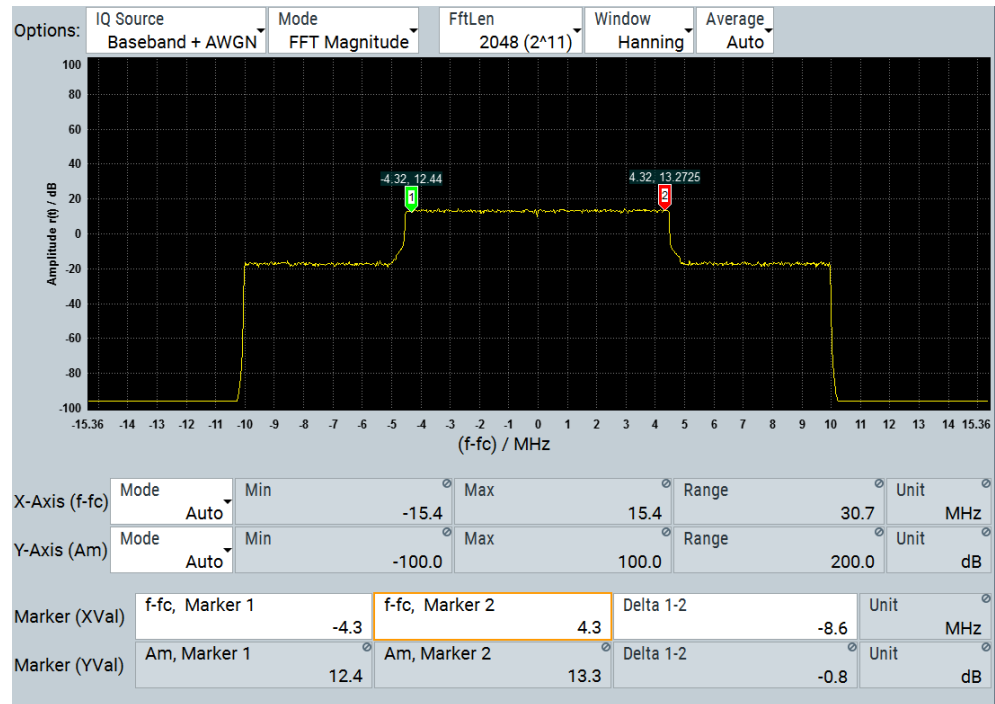 Options: IQ Source Mode FftLen Window Average
Baseband + AWGN FFT Magnitude 2048 (2^11) Hanning Auto
100
80
60
40
20
0
-20
-40
-60
-80
-100
Amplitude r(t) / dB
-4.32, 12.44
1
4.32, 13.2725
2
-15.36 -14 -13 -12 -11 -10 -9 -8 -7 -6 -5 -4 -3 -2 -1 0 1 2 3 4 5 6 7 8 9 10 11 12 13 14 15.36
(f-fc) / MHz
X-Axis (f-fc) Mode Min Max Range Unit
Auto -15.4 15.4 30.7 MHz
Y-Axis (Am) Mode Min Max Range Unit
Auto -100.0 100.0 200.0 dB
Marker (XVal) f-fc, Marker 1 f-fc, Marker 2 Delta 1-2 Unit
-4.3 4.3 -8.6 MHz
Marker (YVal) Am, Marker 1 Am, Marker 2 Delta 1-2 Unit
12.4 13.3 -0.8 dB